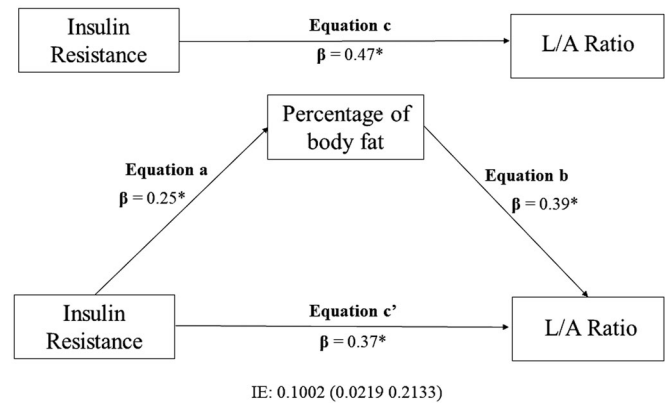 Insulin
Resistance
Equation c
β = 0.47*
L/A Ratio
Percentage of
body fat
Equation a
β = 0.25*
Equation b
β = 0.39*
Insulin
Resistance
Equation c’
β = 0.37*
L/A Ratio
IE: 0.1002 (0.0219 0.2133)